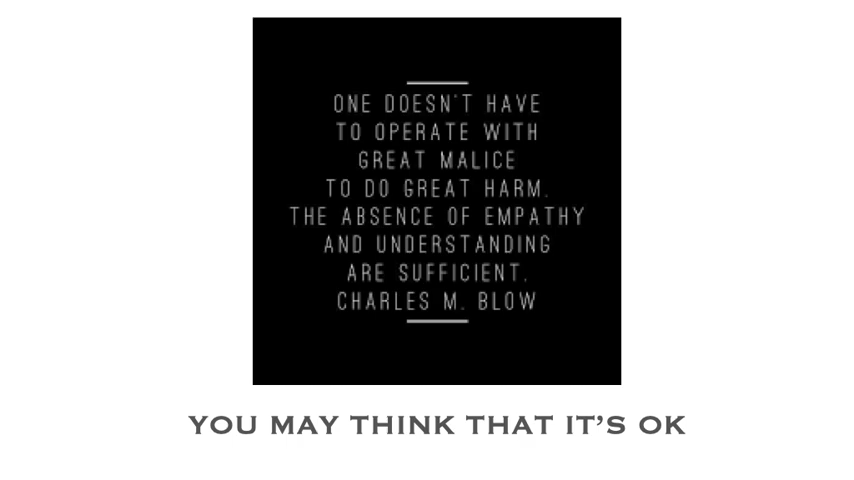 ONE DOESN'T HAVE
TO OPERATE WITH
GREAT MALICE
TO DO GREAT HARM.
THE ABSENCE OF EMPATHY
AND UNDERSTANDING
ARE SUFFICIENT.
CHARLES M. BLOW
YOU MAY THINK THAT IT’S OK